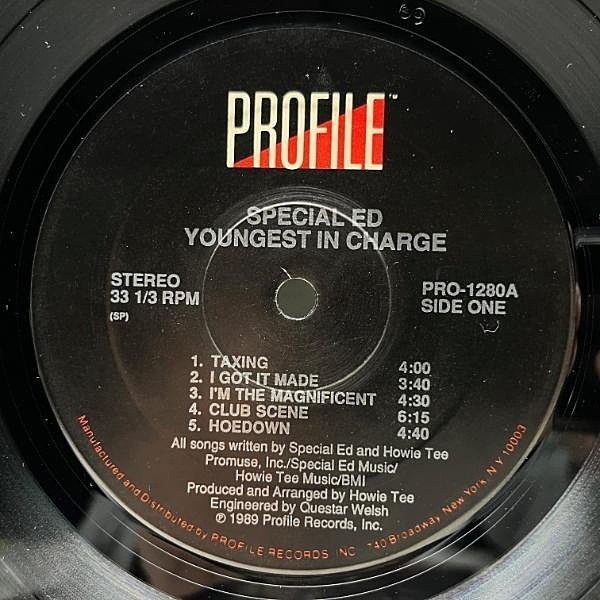 69
PROFILE™
SPECIAL ED
YOUNGEST IN CHARGE
STEREO
33 1/3 RPM
(SP)
PRO-1280A
SIDE ONE
1. TAXING 4:00
2. I GOT IT MADE 3:40
3. I'M THE MAGNIFICENT 4:30
4. CLUB SCENE 6:15
5. HOEDOWN 4:40
All songs written by Special Ed and Howie Tee
Promuse, Inc./Special Ed Music/
Howie Tee Music/BMI
Produced and Arranged by Howie Tee
Engineered by Questar Welsh
℗ 1989 Profile Records, Inc.
Manufactured and Distributed by PROFILE RECORDS INC. 740 Broadway, New York, N.Y. 10003